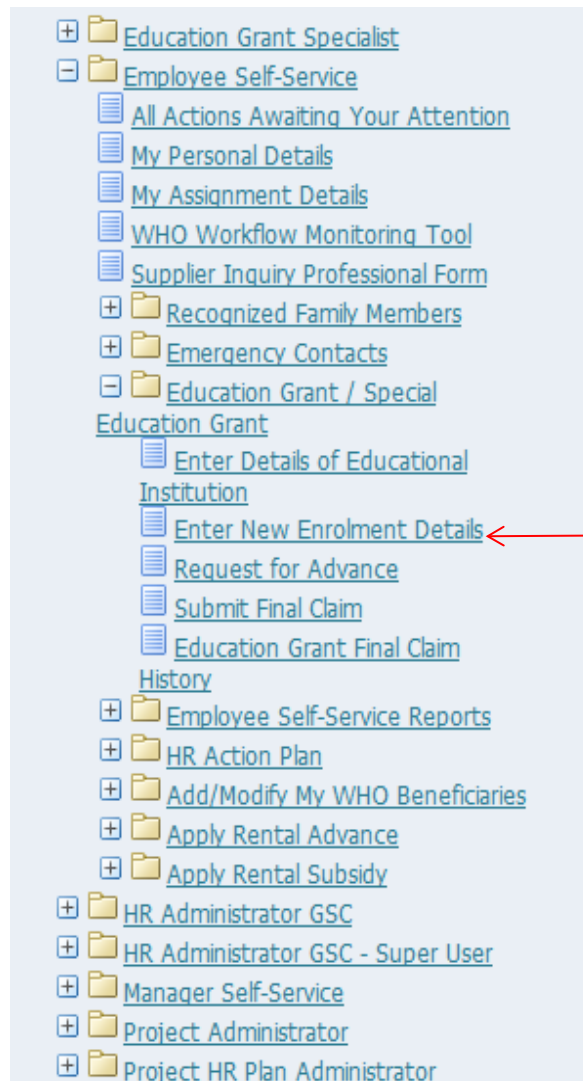 Education Grant Specialist
Employee Self-Service
All Actions Awaiting Your Attention
My Personal Details
My Assignment Details
WHO Workflow Monitoring Tool
Supplier Inquiry Professional Form
Recognized Family Members
Emergency Contacts
Education Grant / Special
Education Grant
Enter Details of Educational
Institution
Enter New Enrolment Details
Request for Advance
Submit Final Claim
Education Grant Final Claim
History
Employee Self-Service Reports
HR Action Plan
Add/Modify My WHO Beneficiaries
Apply Rental Advance
Apply Rental Subsidy
HR Administrator GSC
HR Administrator GSC - Super User
Manager Self-Service
Project Administrator
Project HR Plan Administrator